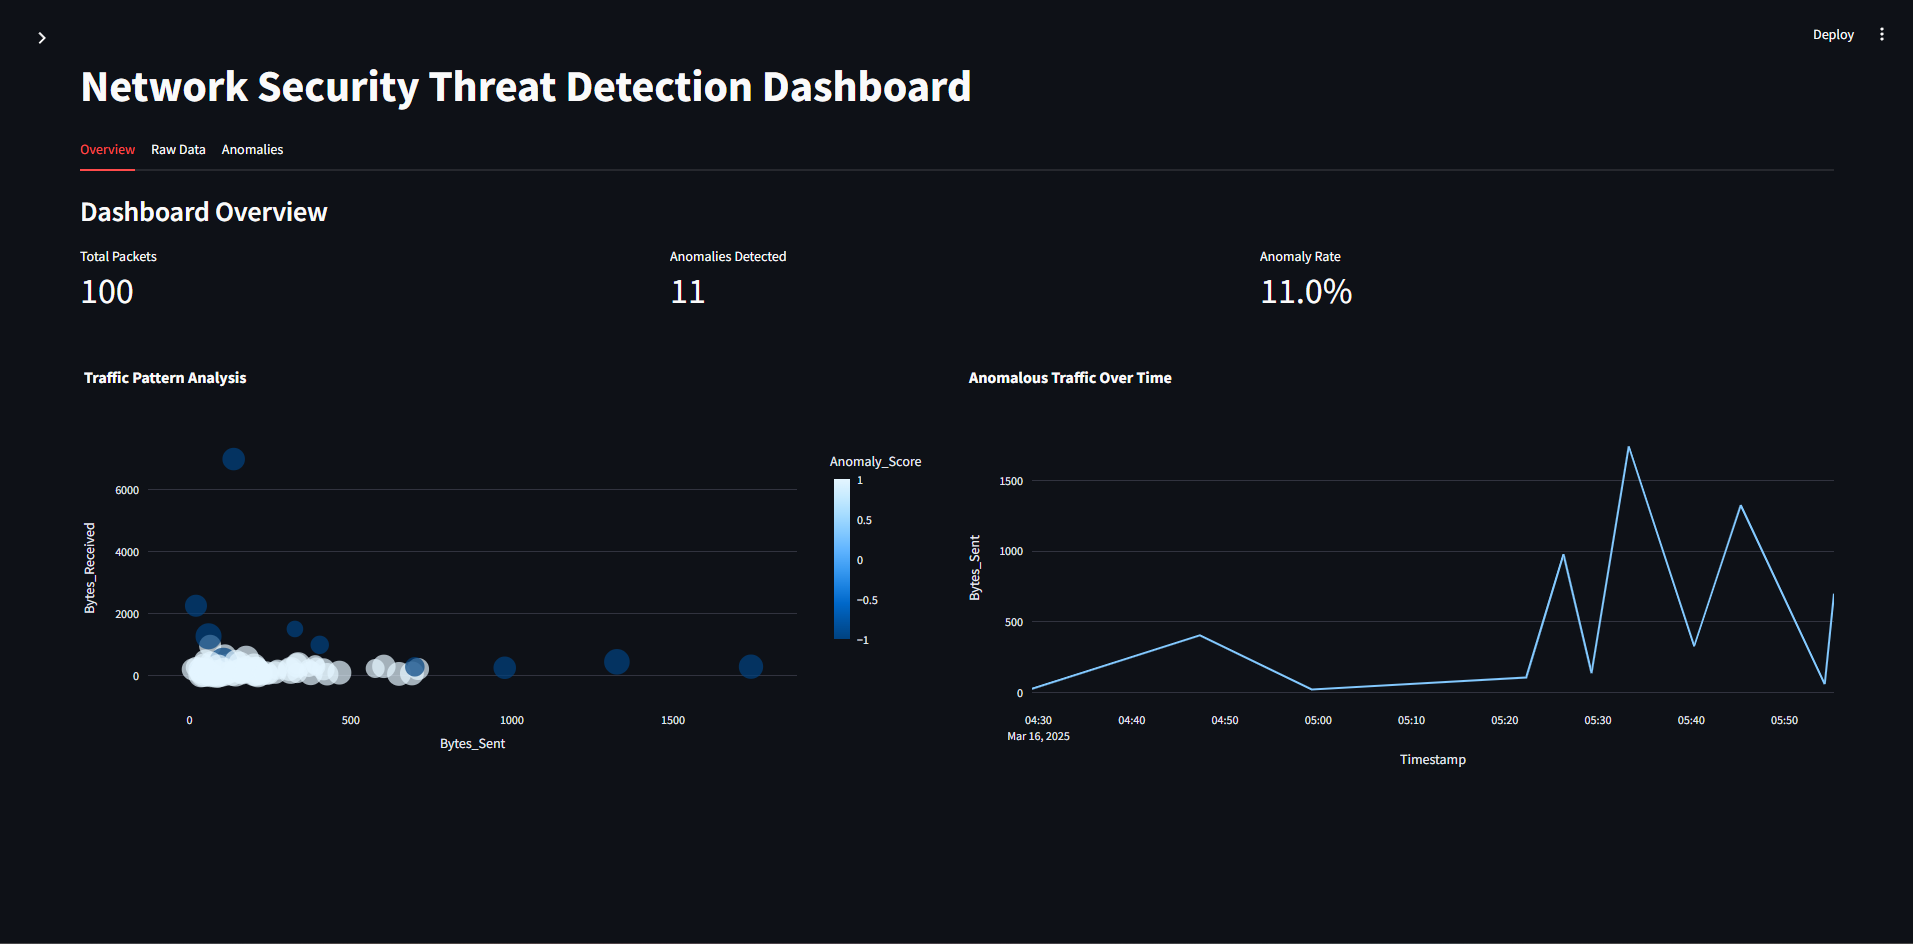 Deploy
Network Security Threat Detection Dashboard
Overview Raw Data Anomalies
Dashboard Overview
Total Packets
100
Anomalies Detected
11
Anomaly Rate
11.0%
Traffic Pattern Analysis
Bytes_Received
6000
4000
2000
0
0 500 1000 1500
Bytes_Sent
Anomaly_Score
1
0.5
0
−0.5
−1
Anomalous Traffic Over Time
Bytes_Sent
1500
1000
500
0
04:30 04:40 04:50 05:00 05:10 05:20 05:30 05:40 05:50
Mar 16, 2025
Timestamp